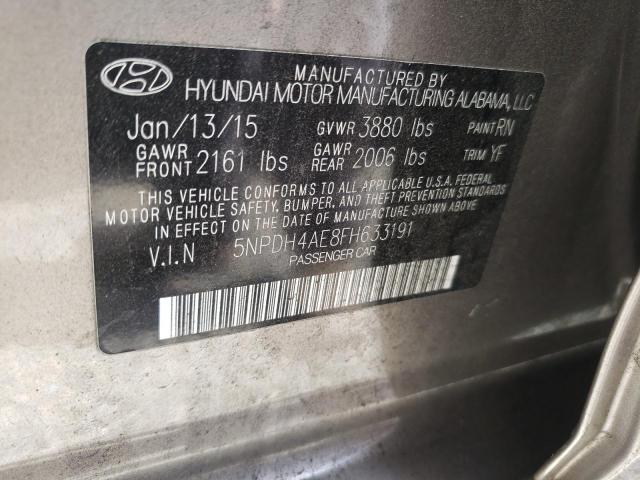 MANUFACTURED BY
HYUNDAI MOTOR MANUFACTURING ALABAMA, LLC
Jan/13/15 GVWR 3880 lbs PAINT RN
GAWR FRONT 2161 lbs GAWR REAR 2006 lbs TRIM YF
THIS VEHICLE CONFORMS TO ALL APPLICABLE U.S.A FEDERAL
MOTOR VEHICLE SAFETY, BUMPER, AND THEFT PREVENTION STANDARDS
IN EFFECT ON THE DATE OF MANUFACTURE SHOWN ABOVE
V.I.N 5NPDH4AE8FH633191
PASSENGER CAR